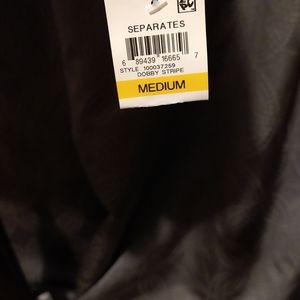 SEPARATES
6 89439 16665 7
STYLE 100037259
DOBBY STRIPE
MEDIUM